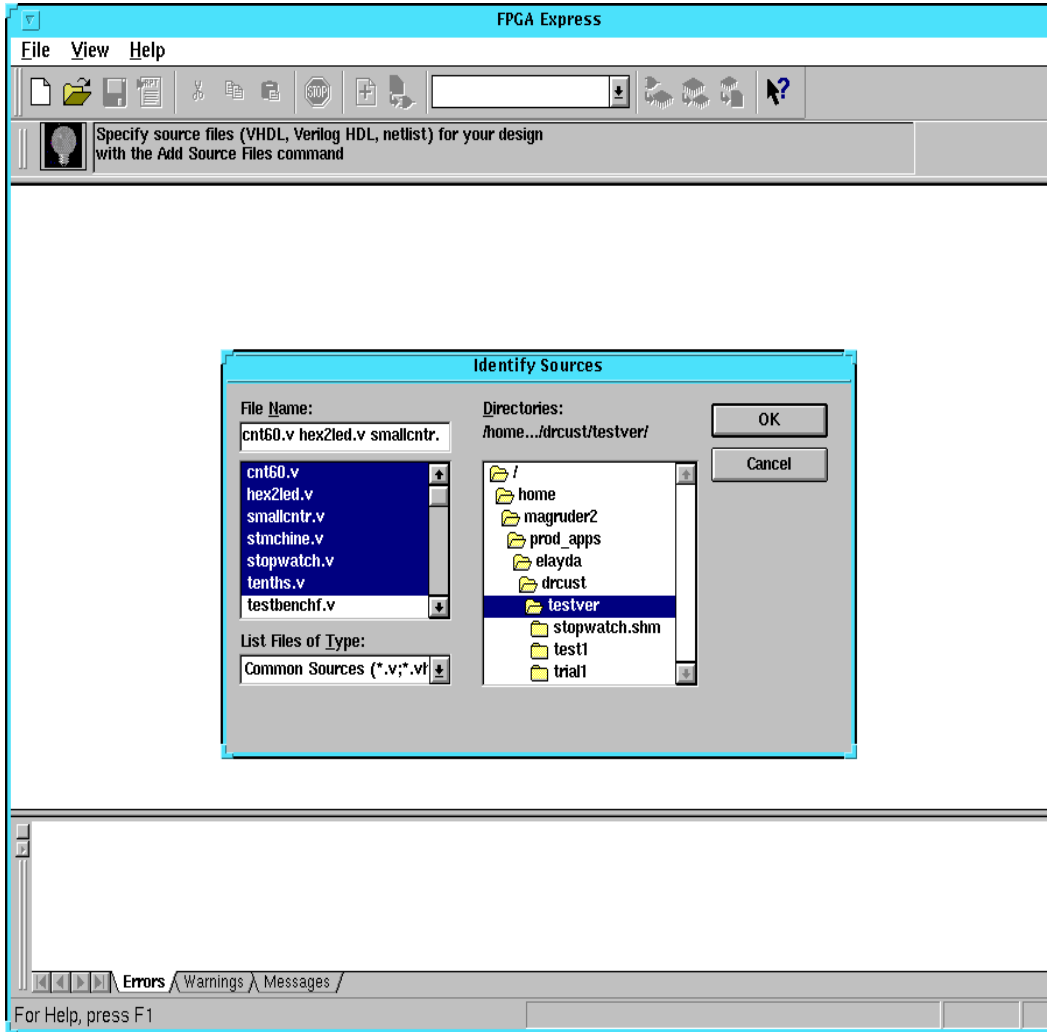 FPGA Express
File View Help
RPT
STOP
?
Specify source files (VHDL, Verilog HDL, netlist) for your design
with the Add Source Files command
Identify Sources
File Name:
cnt60.v hex2led.v smallcntr.
cnt60.v
hex2led.v
smallcntr.v
stmchine.v
stopwatch.v
tenths.v
testbenchf.v
List Files of Type:
Common Sources (*.v;*.vh
Directories:
/home.../drcust/testver/
/
home
magruder2
prod_apps
elayda
drcust
testver
stopwatch.shm
test1
trial1
OK
Cancel
Errors Warnings Messages
For Help, press F1